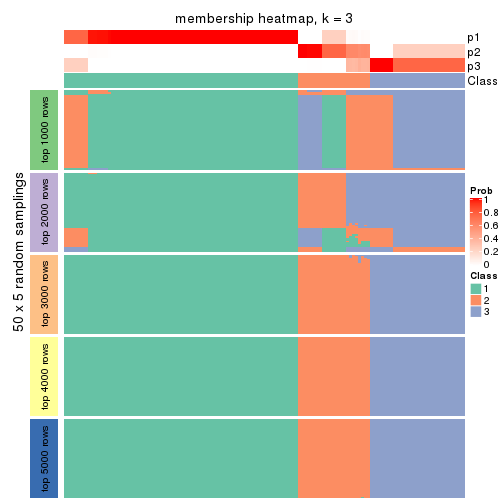 membership heatmap, k = 3
p1
p2
p3
Class
50 x 5 random samplings
top 1000 rows
top 2000 rows
top 3000 rows
top 4000 rows
top 5000 rows
Prob
1
0.8
0.6
0.4
0.2
0
Class
1
2
3